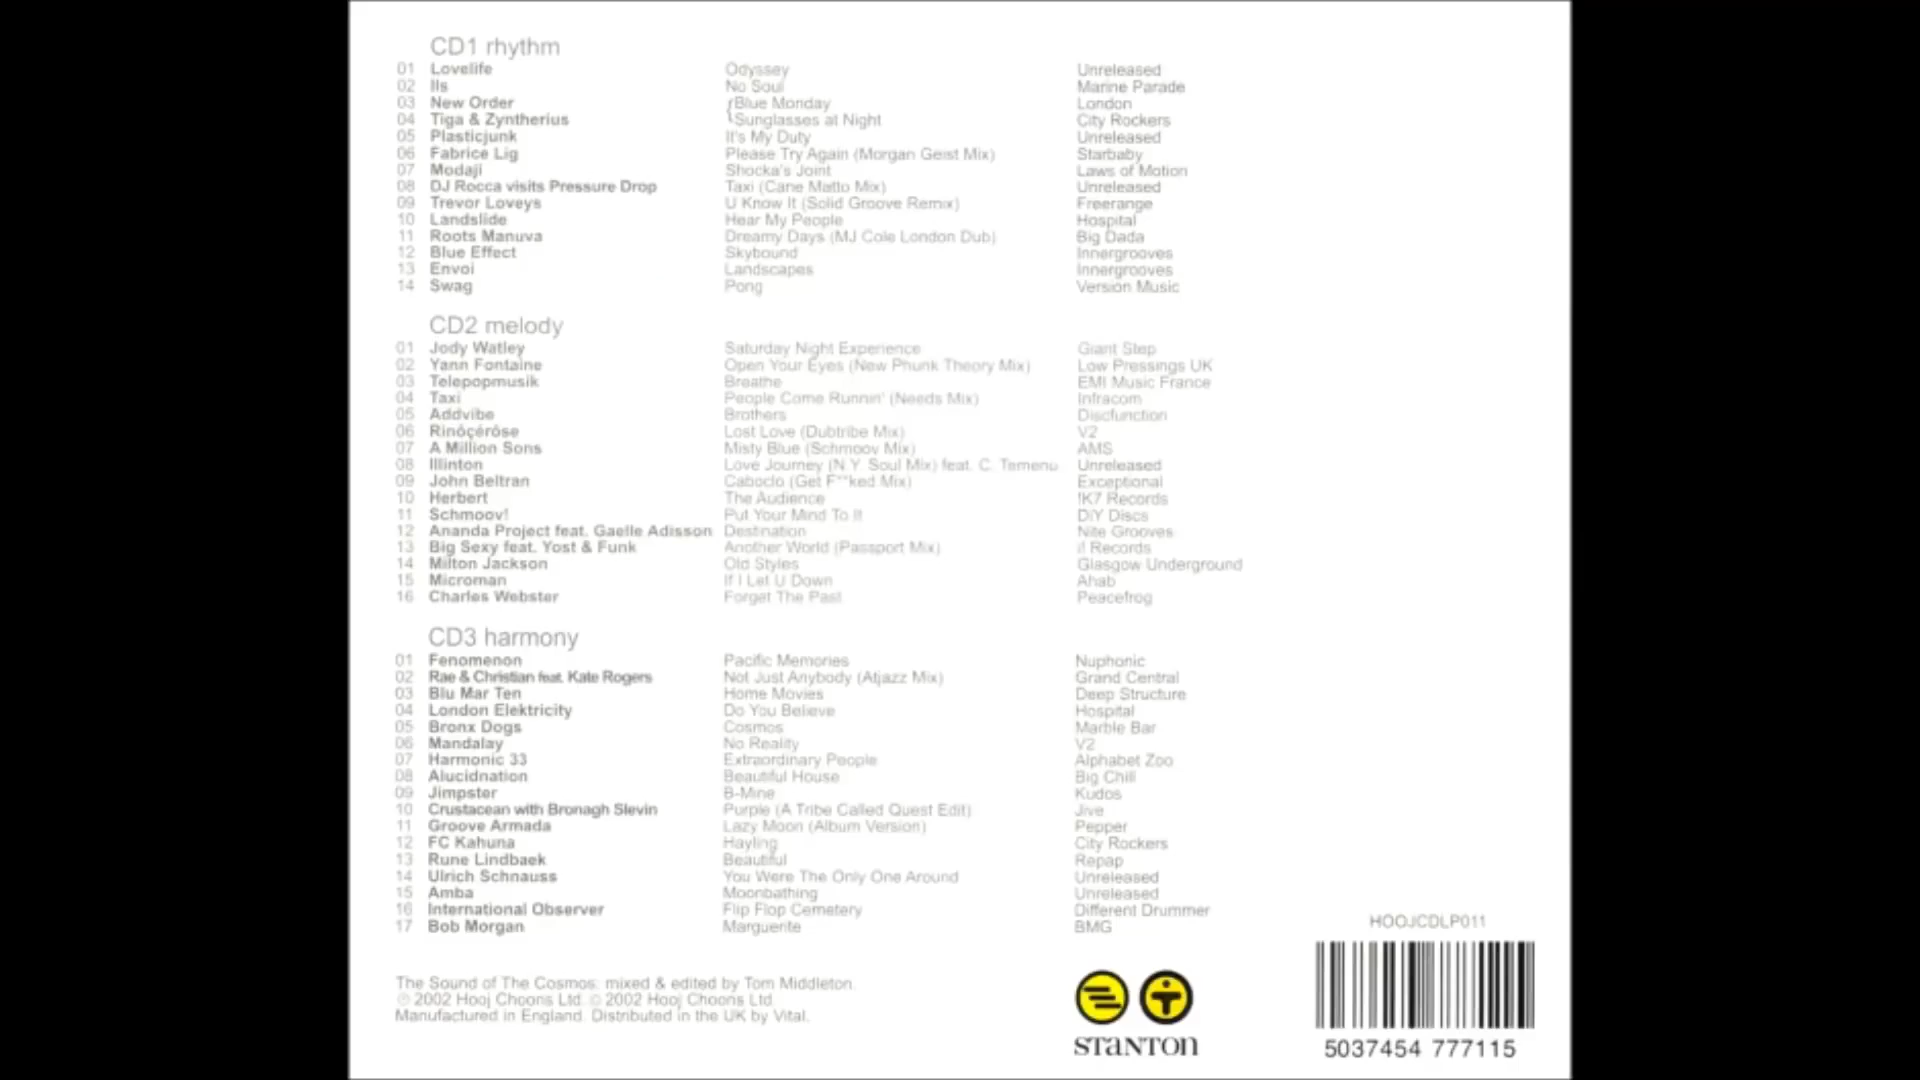 CD1 rhythm
01 Lovelife Odyssey Unreleased
02 Ils No Soul Marine Parade
03 New Order {Blue Monday London
04 Tiga & Zyntherius Sunglasses at Night City Rockers
05 Plasticjunk It's My Duty Unreleased
06 Fabrice Lig Please Try Again (Morgan Geist Mix) Starbaby
07 Modaji Shocka's Joint Laws of Motion
08 DJ Rocca visits Pressure Drop Taxi (Cane Matto Mix) Unreleased
09 Trevor Loveys U Know It (Solid Groove Remix) Freerange
10 Landslide Hear My People Hospital
11 Roots Manuva Dreamy Days (MJ Cole London Dub) Big Dada
12 Blue Effect Skybound Innergrooves
13 Envoi Landscapes Innergrooves
14 Swag Pong Version Music
CD2 melody
01 Jody Watley Saturday Night Experience Giant Step
02 Yann Fontaine Open Your Eyes (New Phunk Theory Mix) Low Pressings UK
03 Telepopmusik Breathe EMI Music France
04 Taxi People Come Runnin' (Needs Mix) Infracom
05 Addvibe Brothers Discfunction
06 Rinôçérôse Lost Love (Dubtribe Mix) V2
07 A Million Sons Misty Blue (Schmoov Mix) AMS
08 Illinton Love Journey (N.Y. Soul Mix) feat. C. Temenu Unreleased
09 John Beltran Caboclo (Get F**ked Mix) Exceptional
10 Herbert The Audience !K7 Records
11 Schmoov! Put Your Mind To It DiY Discs
12 Ananda Project feat. Gaelle Adisson Destination Nite Grooves
13 Big Sexy feat. Yost & Funk Another World (Passport Mix) i! Records
14 Milton Jackson Old Styles Glasgow Underground
15 Microman If I Let U Down Ahab
16 Charles Webster Forget The Past Peacefrog
CD3 harmony
01 Fenomenon Pacific Memories Nuphonic
02 Rae & Christian feat. Kate Rogers Not Just Anybody (Atjazz Mix) Grand Central
03 Blu Mar Ten Home Movies Deep Structure
04 London Elektricity Do You Believe Hospital
05 Bronx Dogs Cosmos Marble Bar
06 Mandalay No Reality V2
07 Harmonic 33 Extraordinary People Alphabet Zoo
08 Alucidnation Beautiful House Big Chill
09 Jimpster B-Mine Kudos
10 Crustacean with Bronagh Slevin Purple (A Tribe Called Quest Edit) Jive
11 Groove Armada Lazy Moon (Album Version) Pepper
12 FC Kahuna Hayling City Rockers
13 Rune Lindbaek Beautiful Repap
14 Ulrich Schnauss You Were The Only One Around Unreleased
15 Amba Moonbathing Unreleased
16 International Observer Flip Flop Cemetery Different Drummer
17 Bob Morgan Marguerite BMG
HOOJCDLP011
The Sound of The Cosmos: mixed & edited by Tom Middleton.
℗ 2002 Hooj Choons Ltd. © 2002 Hooj Choons Ltd
Manufactured in England. Distributed in the UK by Vital.
STANTON
5037454 777115